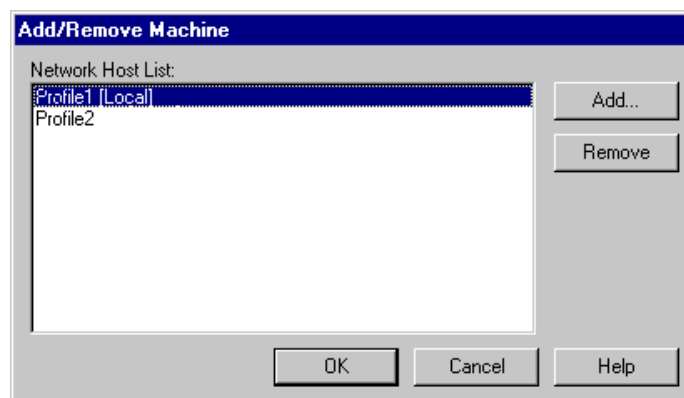 Add/Remove Machine
Network Host List:
Profile1 [Local]
Add...
Profile2
Remove
OK
Cancel
Help